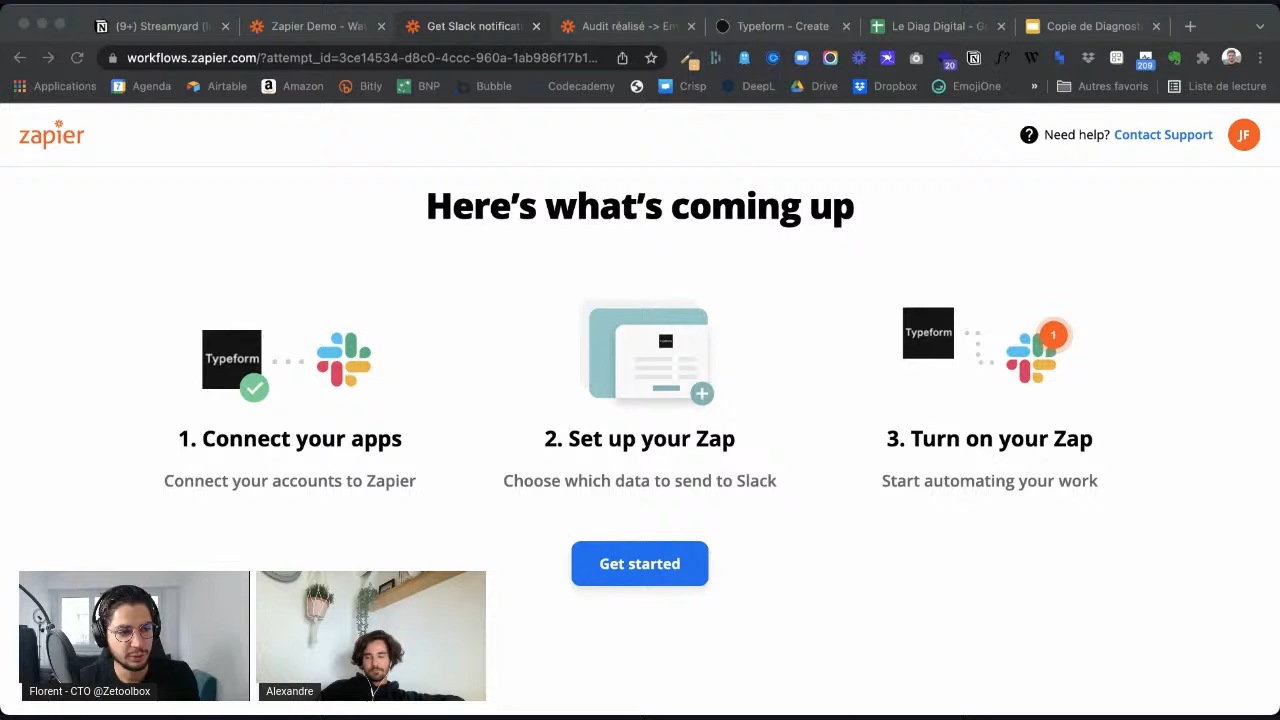 (9+) Streamyard (
Zapier Demo - Wa
Get Slack notificat
Audit réalisé -> En
Typeform - Create
Le Diag Digital - G
Copie de Diagnost
workflows.zapier.com/?attempt_id=3ce14534-d8c0-4ccc-960a-1ab986f17b1...
20
209
Applications
Agenda
Airtable
Amazon
Bitly
BNP
Bubble
Codecademy
Crisp
DeepL
Drive
Dropbox
EmojiOne
»
Autres favoris
Liste de lecture
zapier
Need help? Contact Support
JF
Here's what's coming up
Typeform
Typeform
Typeform
1
1. Connect your apps
2. Set up your Zap
3. Turn on your Zap
Connect your accounts to Zapier
Choose which data to send to Slack
Start automating your work
Get started
Florent - CTO @Zetoolbox
Alexandre